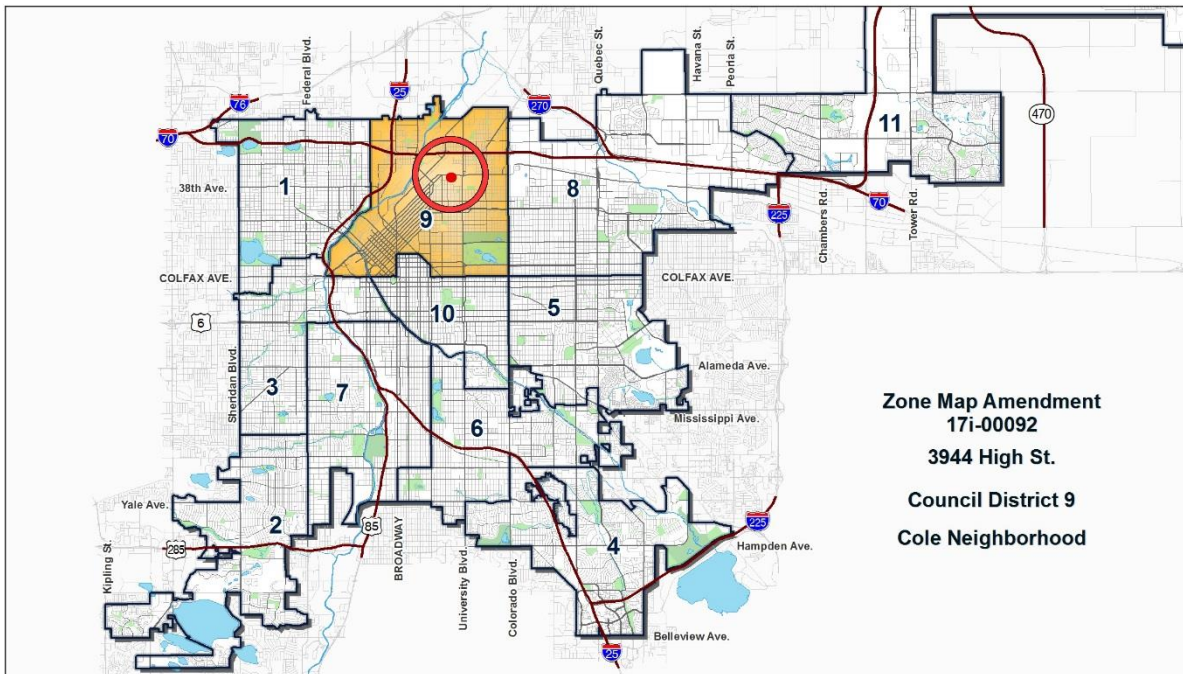 Federal Blvd.
Quebec St.
Havana St.
Peoria St.
76
25
270
70
470
11
38th Ave.
1
8
9
225
70
Chambers Rd.
Tower Rd.
COLFAX AVE.
COLFAX AVE.
10
5
6
Sheridan Blvd.
Alameda Ave.
3
7
6
Mississippi Ave.
Zone Map Amendment
17i-00092
3944 High St.
Council District 9
Cole Neighborhood
Yale Ave.
2
85
225
285
4
Hampden Ave.
Kipling St.
BROADWAY
University Blvd.
Colorado Blvd.
Belleview Ave.
25